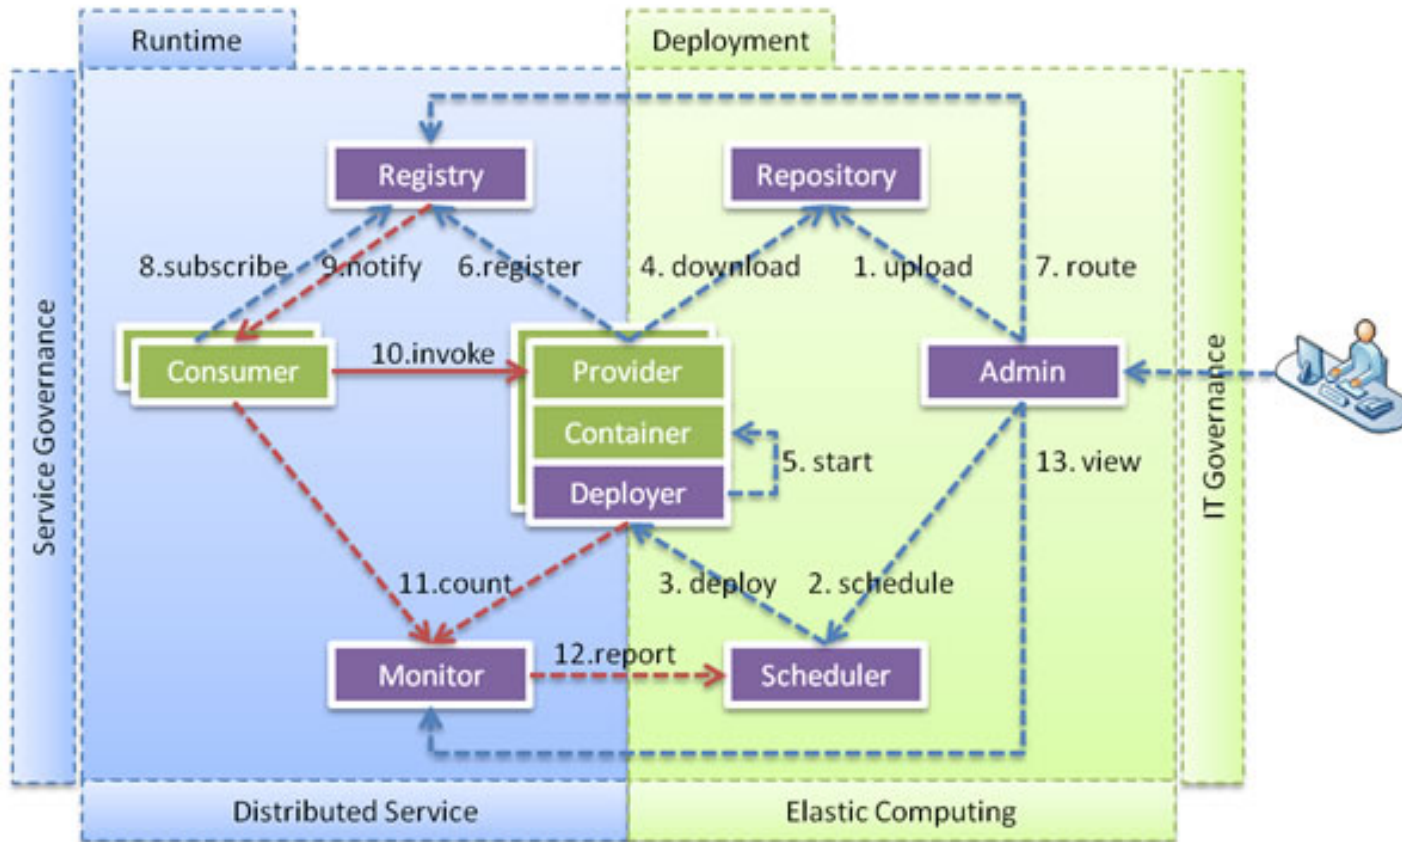 Runtime
Deployment
Service Governance
Registry
Repository
8.subscribe
9.notify
6.register
4. download
1. upload
7. route
Consumer
10.invoke
Provider
Container
Deployer
5. start
Admin
13. view
IT Governance
11.count
3. deploy
2. schedule
Monitor
12.report
Scheduler
Distributed Service
Elastic Computing